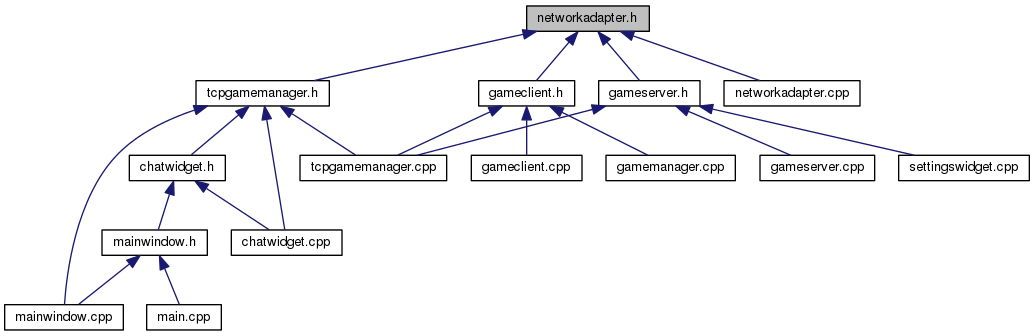 networkadapter.h
tcpgamemanager.h
gameclient.h
gameserver.h
networkadapter.cpp
chatwidget.h
tcpgamemanager.cpp
gameclient.cpp
gamemanager.cpp
gameserver.cpp
settingswidget.cpp
mainwindow.h
chatwidget.cpp
mainwindow.cpp
main.cpp